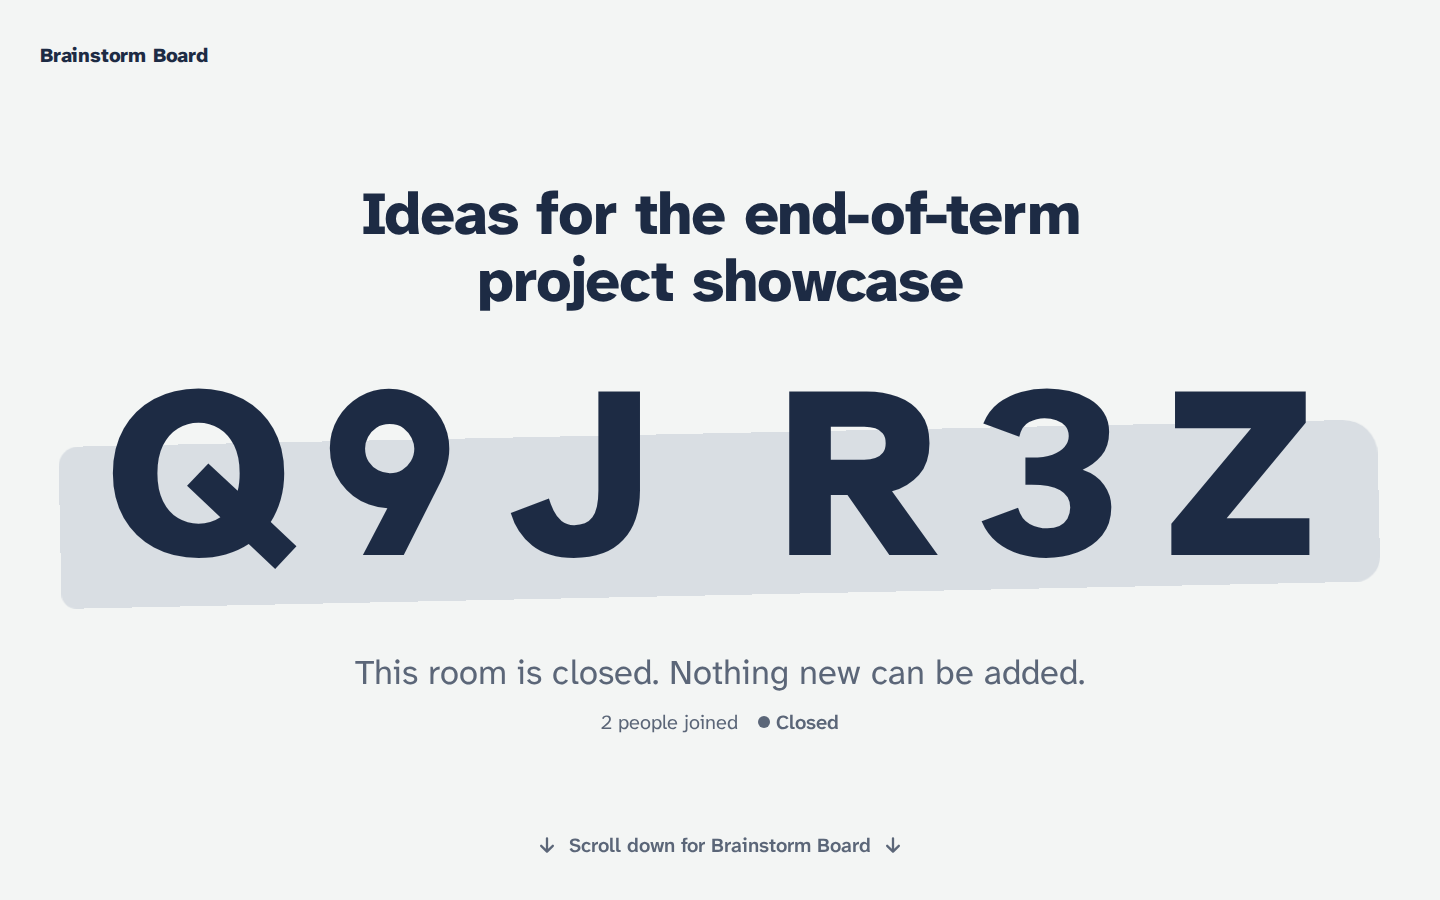 Brainstorm Board
Ideas for the end-of-term
project showcase
Q9J R3Z
This room is closed. Nothing new can be added.
2 people joined Closed
Scroll down for Brainstorm Board